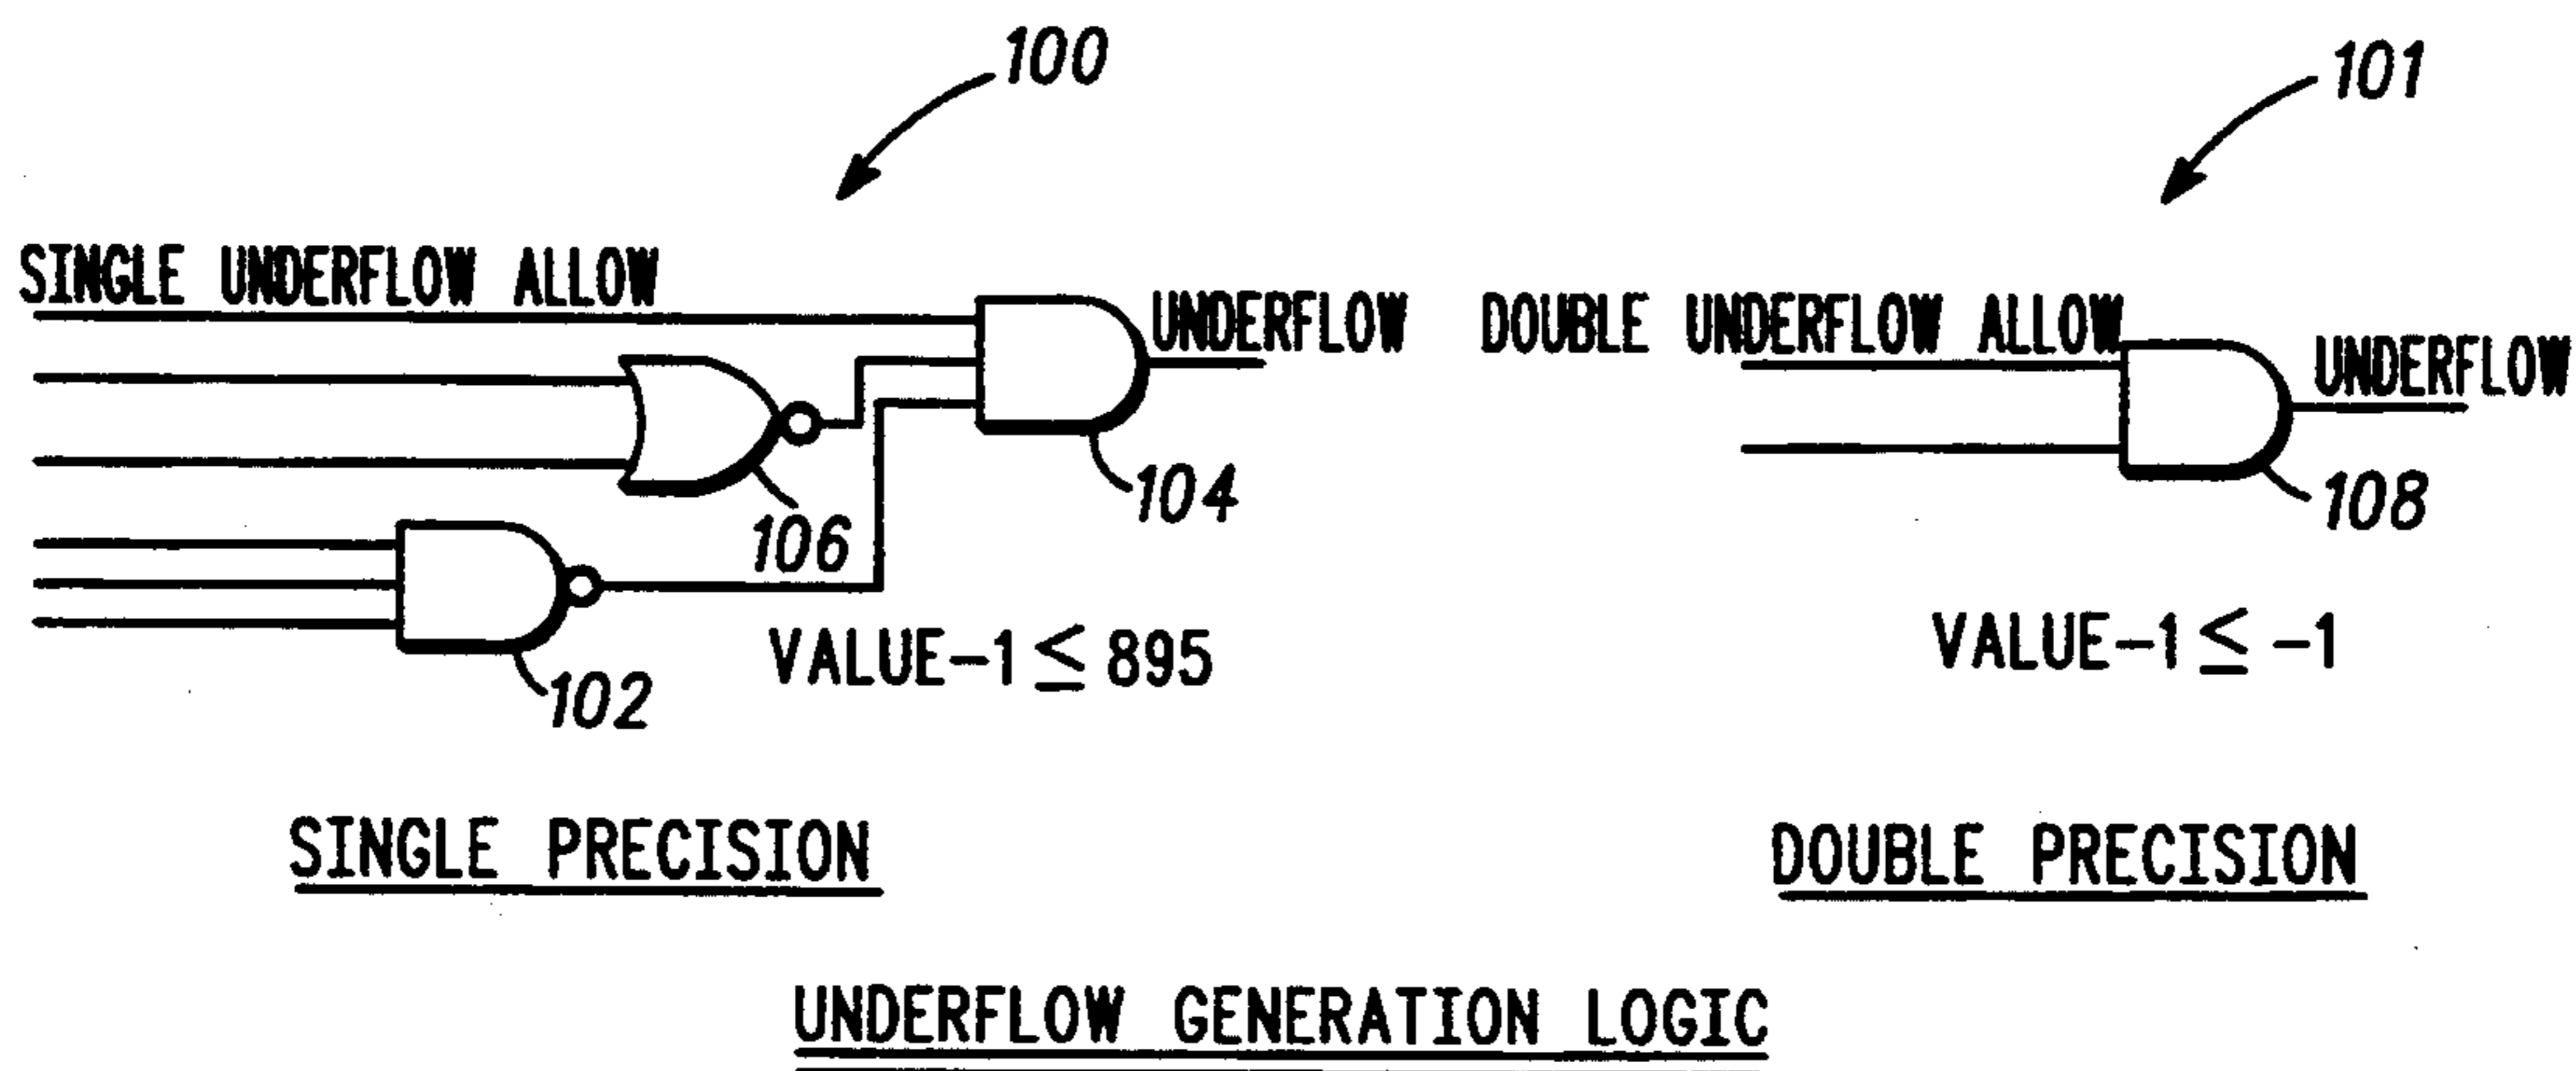 100
101
SINGLE UNDERFLOW ALLOW
UNDERFLOW
DOUBLE UNDERFLOW ALLOW
UNDERFLOW
106
104
108
102
VALUE-1 ≤ 895
VALUE-1 ≤ -1
SINGLE PRECISION
DOUBLE PRECISION
UNDERFLOW GENERATION LOGIC